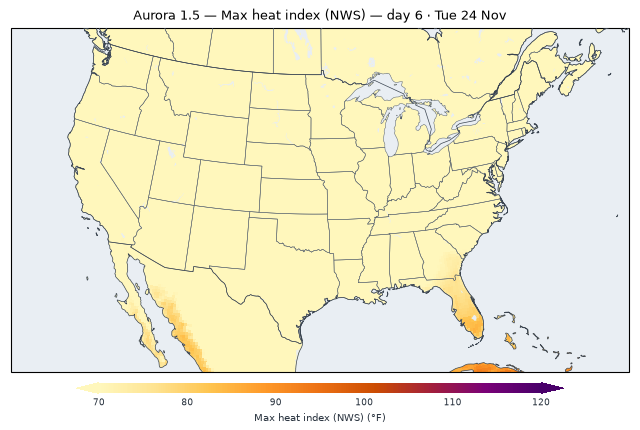 Aurora 1.5 — Max heat index (NWS) — day 6 · Tue 24 Nov
70 80 90 100 110 120
Max heat index (NWS) (°F)